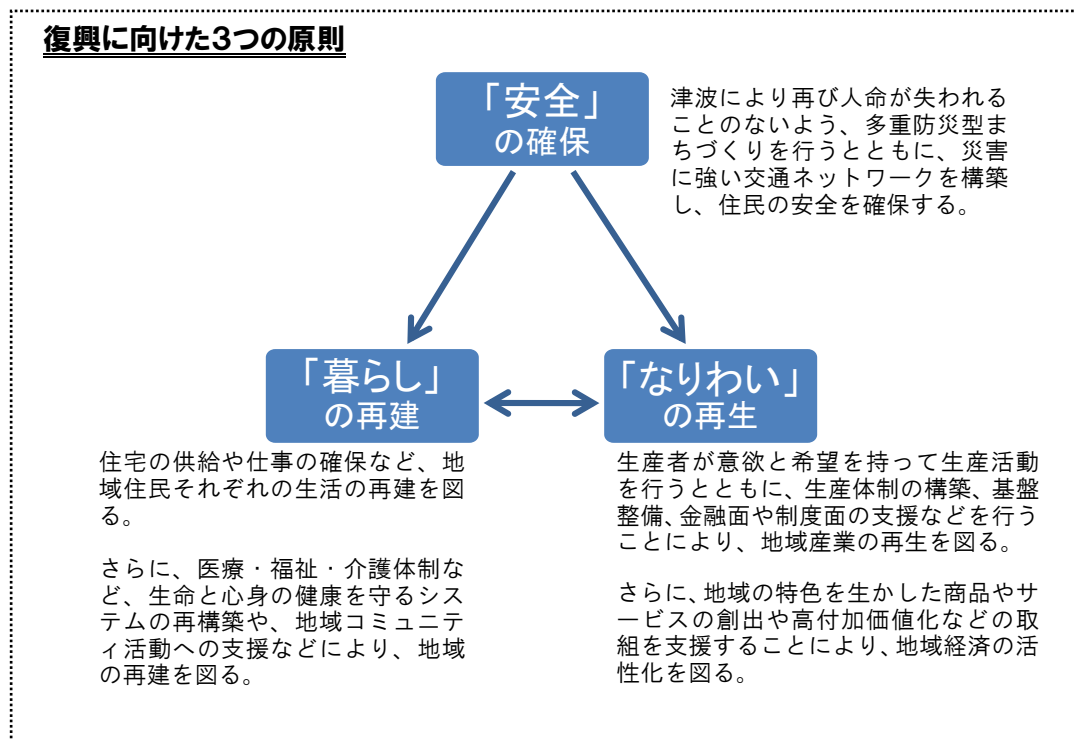 復興に向けた3つの原則
「安全」
の確保
津波により再び人命が失われる
ことのないよう、多重防災型ま
ちづくりを行うとともに、災害
に強い交通ネットワークを構築
し、住民の安全を確保する。
「暮らし」
の再建
住宅の供給や仕事の確保など、地
域住民それぞれの生活の再建を図
る。
さらに、医療・福祉・介護体制な
ど、生命と心身の健康を守るシス
テムの再構築や、地域コミュニテ
ィ活動への支援などにより、地域
の再建を図る。
「なりわい」
の再生
生産者が意欲と希望を持って生産活動
を行うとともに、生産体制の構築、基盤
整備、金融面や制度面の支援などを行う
ことにより、地域産業の再生を図る。
さらに、地域の特色を生かした商品やサ
ービスの創出や高付加価値化などの取
組を支援することにより、地域経済の活
性化を図る。